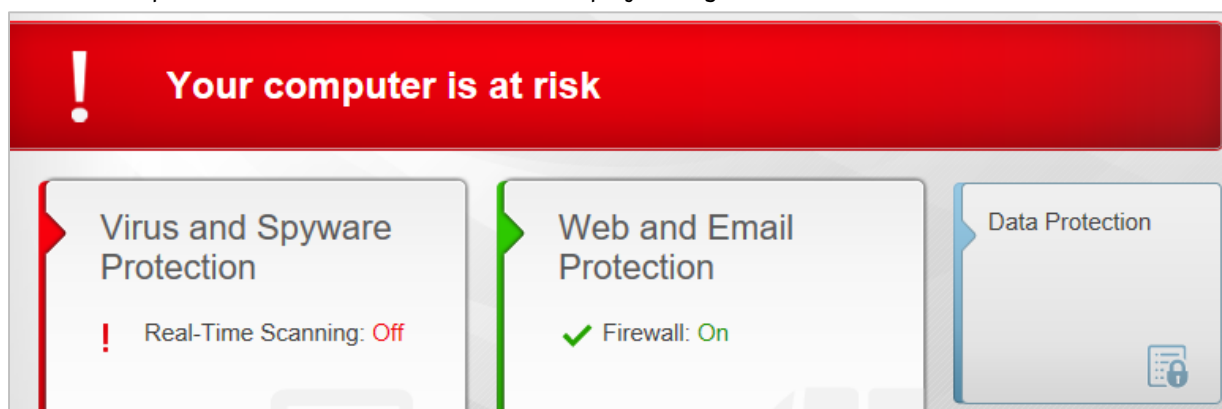 Your computer is at risk
Virus and Spyware
Protection
Real-Time Scanning: Off
Web and Email
Protection
Firewall: On
Data Protection